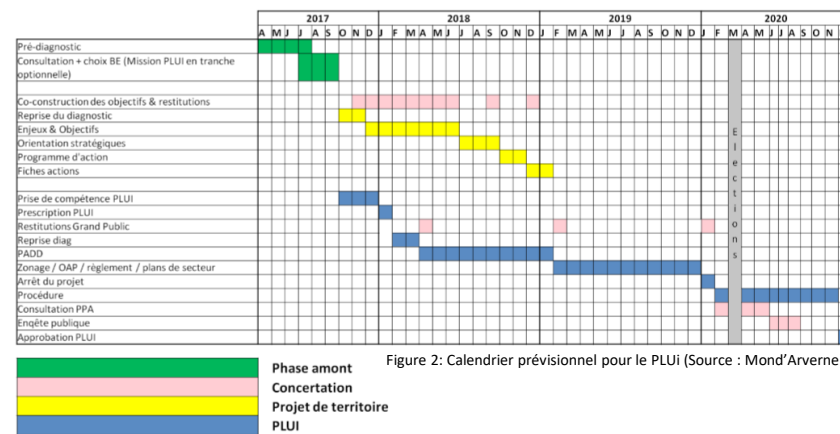 2017 2018 2019 2020
A M J J A S O N D J F M A M J J A S O N D J F M A M J J A S O N D J F M A M J J A S O N
Pré-diagnostic
Consultation + choix BE (Mission PLUI en tranche
optionnelle)
Co-construction des objectifs & restitutions
Reprise du diagnostic
Enjeux & Objectifs
Orientation stratégiques
Programme d'action
Fiches actions
Prise de compétence PLUI
Prescription PLUI
Restitutions Grand Public
Reprise diag
PADD
Zonage / OAP / règlement / plans de secteur
Arrêt du projet
Procédure
Consultation PPA
Enqête publique
Approbation PLUI
Elections
Figure 2: Calendrier prévisionnel pour le PLUi (Source : Mond'Arverne
Phase amont
Concertation
Projet de territoire
PLUI